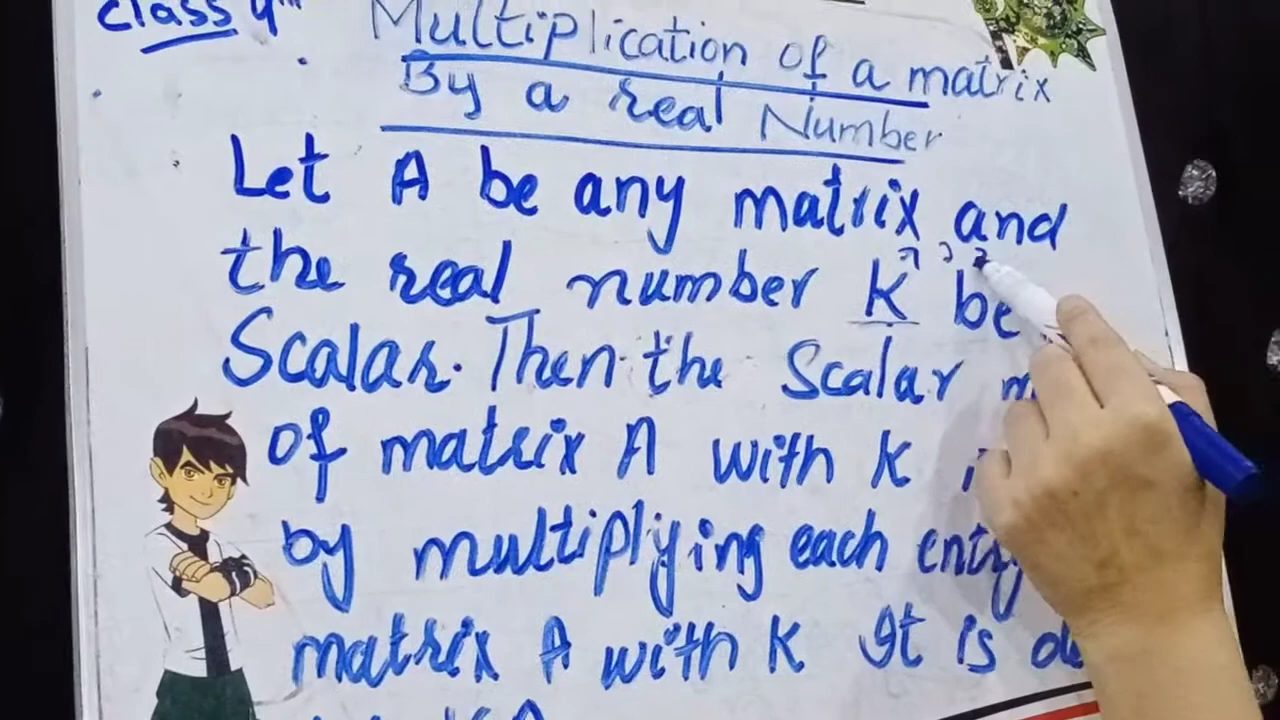 Class 9th
Multiplication of a matrix
By a real Number
Let A be any matrix and
the real number K be
Scalar. Then the Scalar
of matrix A with K
by multiplying each
matrix A with K It is